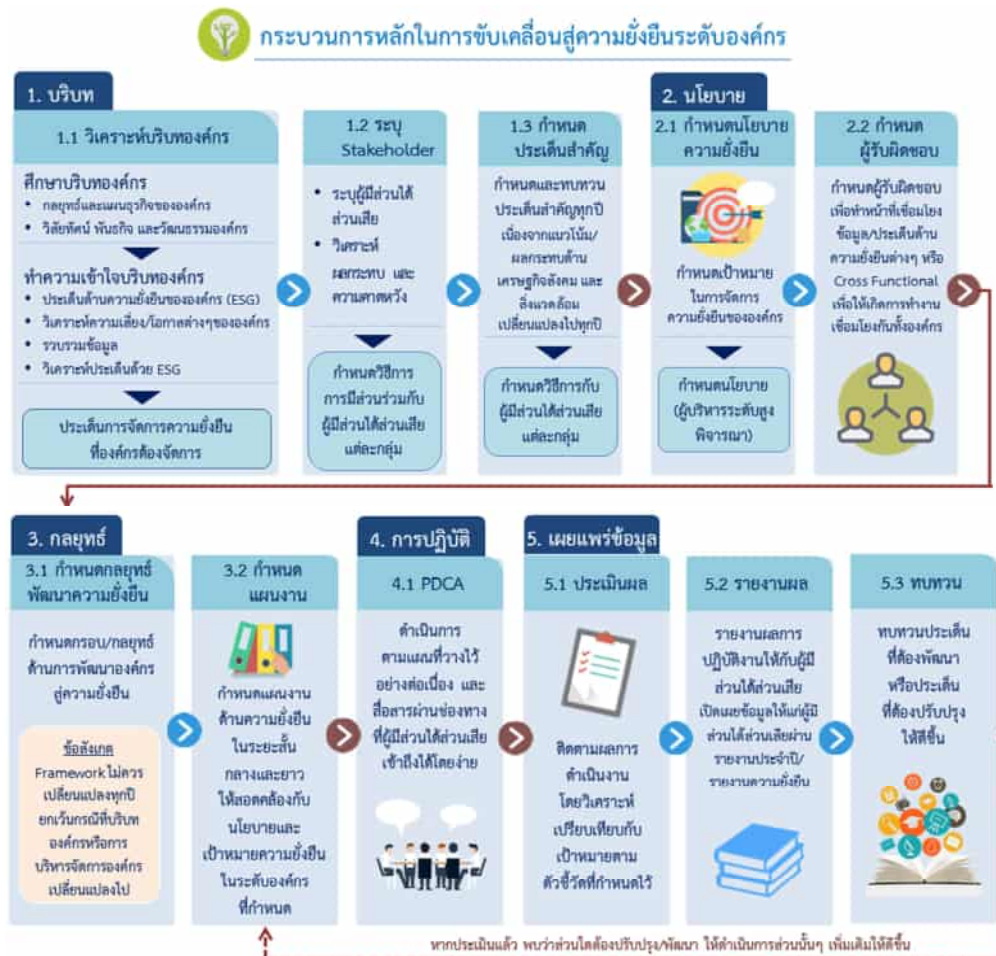 กระบวนการหลักในการขับเคลื่อนสู่ความยั่งยืนระดับองค์กร
1. บริบท
1.1 วิเคราะห์บริบทองค์กร
ศึกษาบริบทองค์กร
• กลยุทธ์และแผนธุรกิจขององค์กร
• วิสัยทัศน์ พันธกิจ และวัฒนธรรมองค์กร
ทำความเข้าใจบริบทองค์กร
• ประเด็นด้านความยั่งยืนขององค์กร (ESG)
• วิเคราะห์ความเสี่ยง/โอกาสต่างๆขององค์กร
• รวบรวมข้อมูล
• วิเคราะห์ประเด็นด้วย ESG
ประเด็นการจัดการความยั่งยืน
ที่องค์กรต้องจัดการ
1.2 ระบุ
Stakeholder
• ระบุผู้มีส่วนได้
ส่วนเสีย
• วิเคราะห์
ผลกระทบ และ
ความคาดหวัง
กำหนดวิธีการ
การมีส่วนร่วมกับ
ผู้มีส่วนได้ส่วนเสีย
แต่ละกลุ่ม
1.3 กำหนด
ประเด็นสำคัญ
กำหนดและทบทวน
ประเด็นสำคัญทุกปี
เนื่องจากแนวโน้ม/
ผลกระทบด้าน
เศรษฐกิจสังคม และ
สิ่งแวดล้อม
เปลี่ยนแปลงไปทุกปี
กำหนดวิธีการกับ
ผู้มีส่วนได้ส่วนเสีย
แต่ละกลุ่ม
2. นโยบาย
2.1 กำหนดนโยบาย
ความยั่งยืน
กำหนดเป้าหมาย
ในการจัดการ
ความยั่งยืนขององค์กร
กำหนดนโยบาย
(ผู้บริหารระดับสูง
พิจารณา)
2.2 กำหนด
ผู้รับผิดชอบ
กำหนดผู้รับผิดชอบ
เพื่อทำหน้าที่เชื่อมโยง
ข้อมูล/ประเด็นด้าน
ความยั่งยืนต่างๆ หรือ
Cross Functional
เพื่อให้เกิดการทำงาน
เชื่อมโยงกันทั้งองค์กร
3. กลยุทธ์
3.1 กำหนดกลยุทธ์
พัฒนาความยั่งยืน
กำหนดกรอบ/กลยุทธ์
ด้านการพัฒนาองค์กร
สู่ความยั่งยืน
ข้อสังเกต
Framework ไม่ควร
เปลี่ยนแปลงทุกปี
ยกเว้นกรณีที่บริบท
องค์กรหรือการ
บริหารจัดการองค์กร
เปลี่ยนแปลงไป
3.2 กำหนด
แผนงาน
กำหนดแผนงาน
ด้านความยั่งยืน
ในระยะสั้น
กลางและยาว
ให้สอดคล้องกับ
นโยบายและ
เป้าหมายความยั่งยืน
ในระดับองค์กร
ที่กำหนด
4. การปฏิบัติ
4.1 PDCA
ดำเนินการ
ตามแผนที่วางไว้
อย่างต่อเนื่อง และ
สื่อสารผ่านช่องทาง
ที่ผู้มีส่วนได้ส่วนเสีย
เข้าถึงได้โดยง่าย
5. เผยแพร่ข้อมูล
5.1 ประเมินผล
ติดตามผลการ
ดำเนินงาน
โดยวิเคราะห์
เปรียบเทียบกับ
เป้าหมายตาม
ตัวชี้วัดที่กำหนดไว้
5.2 รายงานผล
รายงานผลการ
ปฏิบัติงานให้กับผู้มี
ส่วนได้ส่วนเสีย
เปิดเผยข้อมูลให้แก่ผู้มี
ส่วนได้ส่วนเสียผ่าน
รายงานประจำปี/
รายงานความยั่งยืน
5.3 ทบทวน
ทบทวนประเด็น
ที่ต้องพัฒนา
หรือประเด็น
ที่ต้องปรับปรุง
ให้ดีขึ้น
หากประเมินแล้ว พบว่าส่วนใดต้องปรับปรุง/พัฒนา ให้ดำเนินการส่วนนั้นๆ เพิ่มเติมให้ดีขึ้น